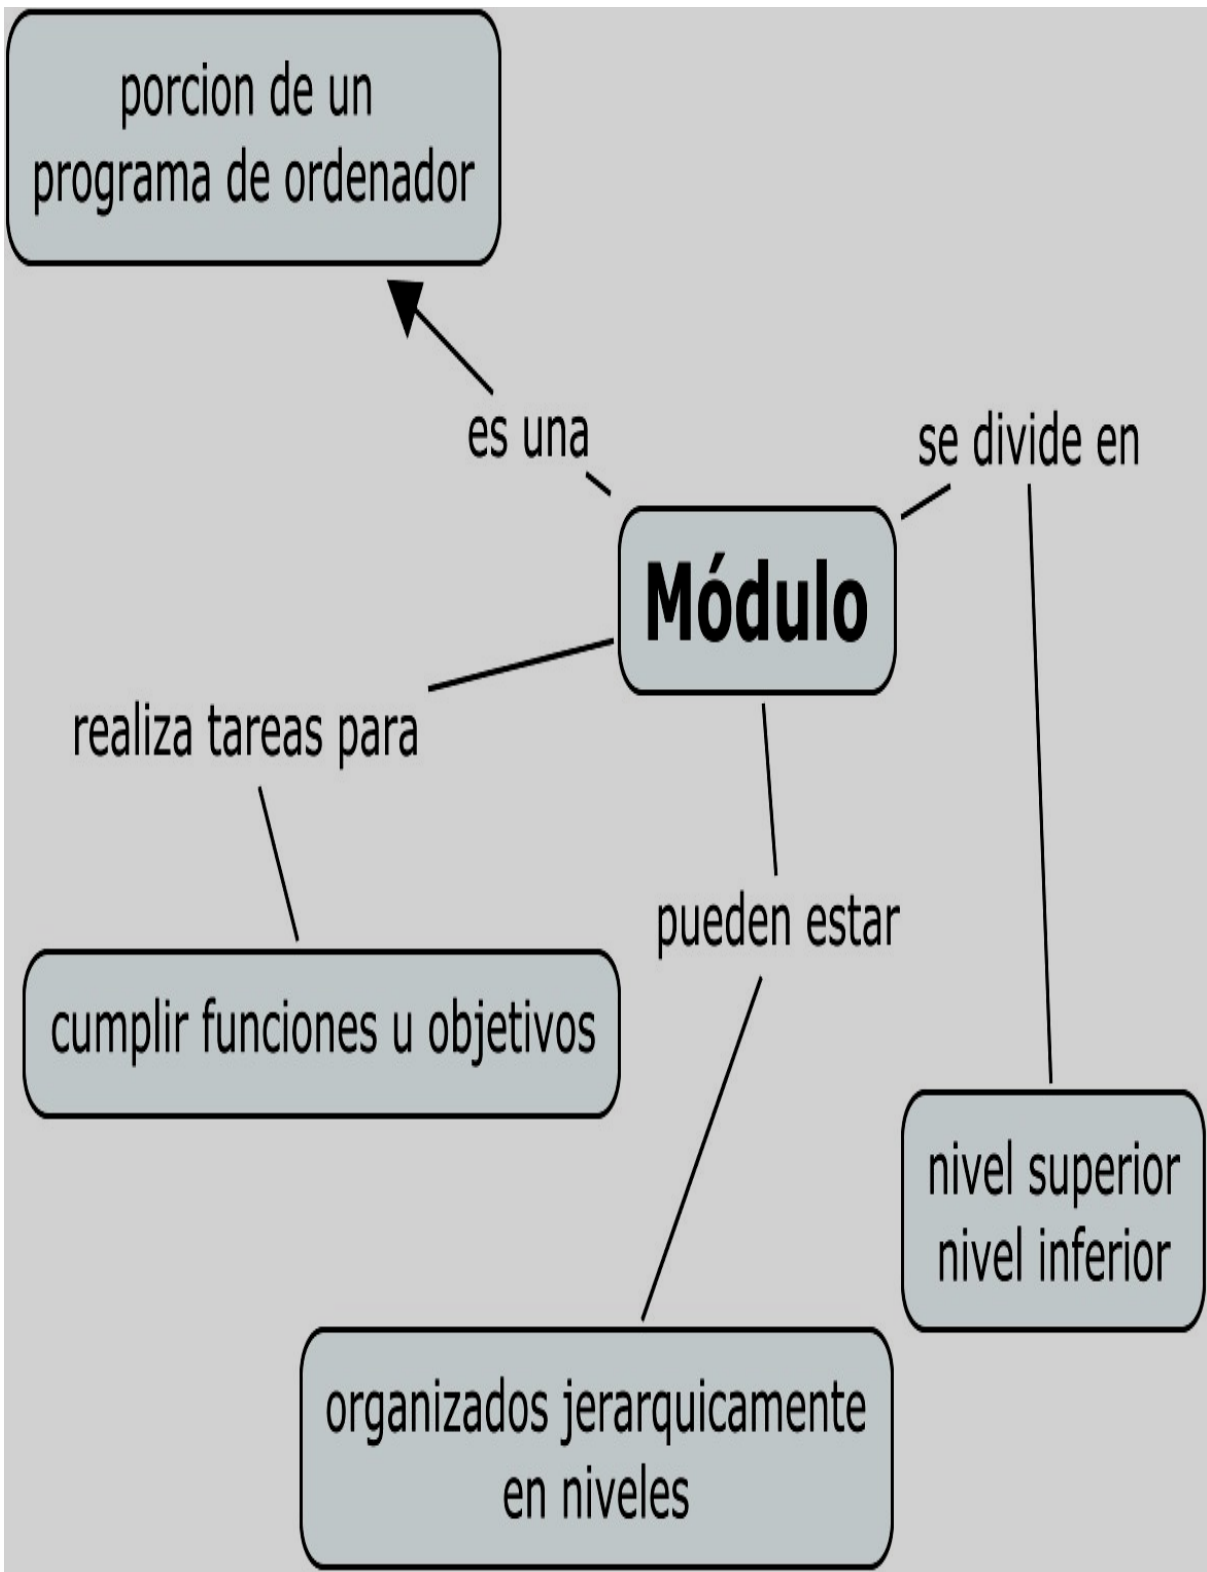 porcion de un
programa de ordenador
es una
se divide en
Módulo
realiza tareas para
pueden estar
cumplir funciones u objetivos
nivel superior
nivel inferior
organizados jerarquicamente
en niveles